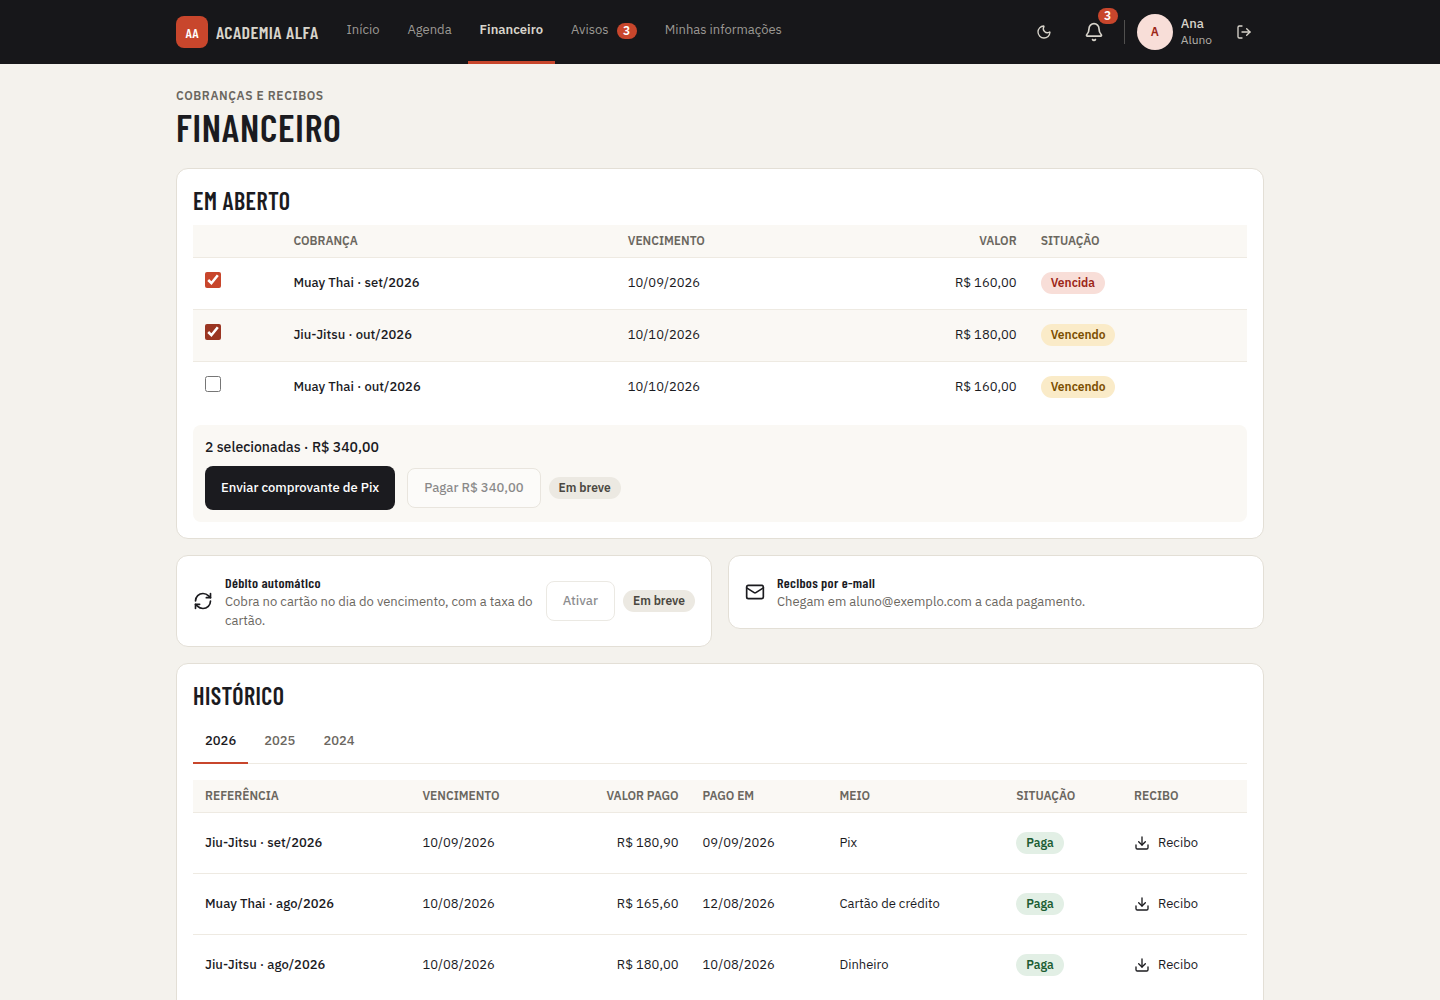 AA ACADEMIA ALFA Início Agenda Financeiro Avisos 3 Minhas informações 3 A Ana
Aluno
COBRANÇAS E RECIBOS
FINANCEIRO
EM ABERTO
COBRANÇA VENCIMENTO VALOR SITUAÇÃO
Muay Thai · set/2026 10/09/2026 R$ 160,00 Vencida
Jiu-Jitsu · out/2026 10/10/2026 R$ 180,00 Vencendo
Muay Thai · out/2026 10/10/2026 R$ 160,00 Vencendo
2 selecionadas · R$ 340,00
Enviar comprovante de Pix Pagar R$ 340,00 Em breve
Débito automático
Cobra no cartão no dia do vencimento, com a taxa do
cartão.
Ativar Em breve
Recibos por e-mail
Chegam em aluno@exemplo.com a cada pagamento.
HISTÓRICO
2026 2025 2024
REFERÊNCIA VENCIMENTO VALOR PAGO PAGO EM MEIO SITUAÇÃO RECIBO
Jiu-Jitsu · set/2026 10/09/2026 R$ 180,90 09/09/2026 Pix Paga Recibo
Muay Thai · ago/2026 10/08/2026 R$ 165,60 12/08/2026 Cartão de crédito Paga Recibo
Jiu-Jitsu · ago/2026 10/08/2026 R$ 180,00 10/08/2026 Dinheiro Paga Recibo